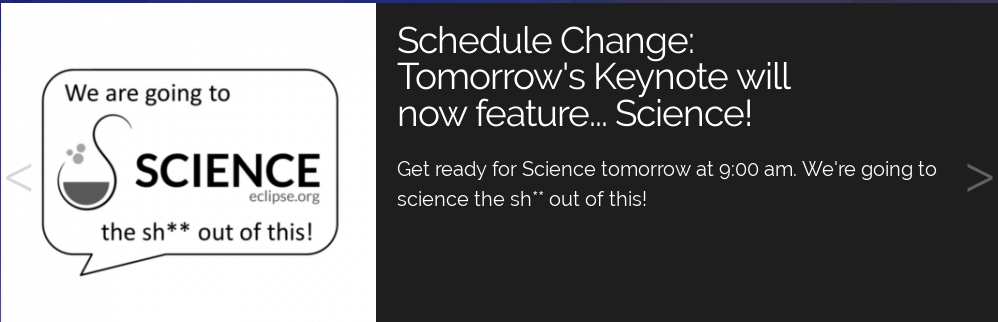 We are going to
SCIENCE
eclipse.org
the sh** out of this!
Schedule Change:
Tomorrow's Keynote will
now feature... Science!
Get ready for Science tomorrow at 9:00 am. We're going to
science the sh** out of this!